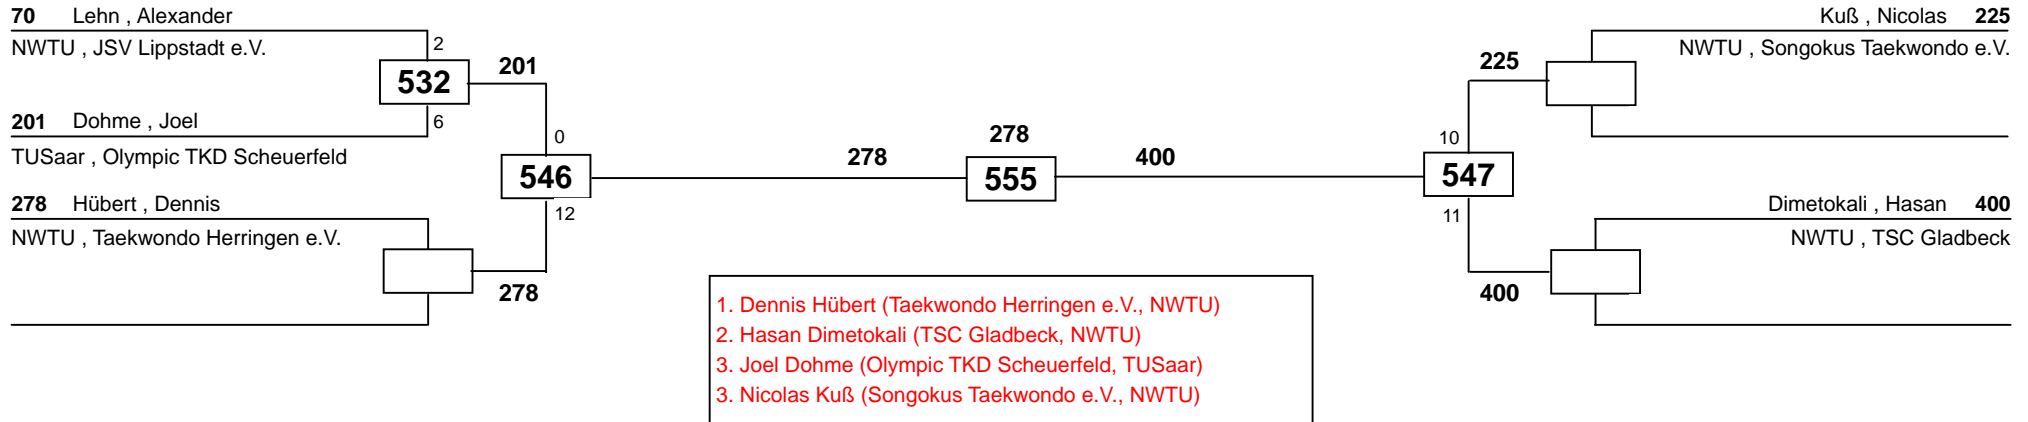 70 Lehn , Alexander
NWTU , JSV Lippstadt e.V.
2
532
201
6
201 Dohme , Joel
TUSaar , Olympic TKD Scheuerfeld
0
546
12
278 Hübert , Dennis
NWTU , Taekwondo Herringen e.V.
278
278
278
555
400
Kuß , Nicolas 225
NWTU , Songokus Taekwondo e.V.
225
10
547
11
Dimetokali , Hasan 400
NWTU , TSC Gladbeck
400
1. Dennis Hübert (Taekwondo Herringen e.V., NWTU)
2. Hasan Dimetokali (TSC Gladbeck, NWTU)
3. Joel Dohme (Olympic TKD Scheuerfeld, TUSaar)
3. Nicolas Kuß (Songokus Taekwondo e.V., NWTU)